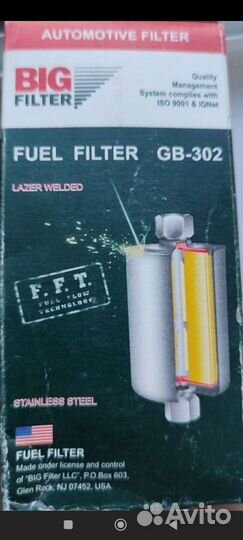 AUTOMOTIVE FILTER
BIG
FILTER
Quality
Management
System complies with
ISO 9001 & IQNet
FUEL FILTER GB-302
LAZER WELDED
F.F.T.
FUEL FLOW
TECHNOLOGY
STAINLESS STEEL
FUEL FILTER
Made under license and control
of "BIG Filter LLC", P.O.Box 603,
Glen Rock, NJ 07452, USA
Avito